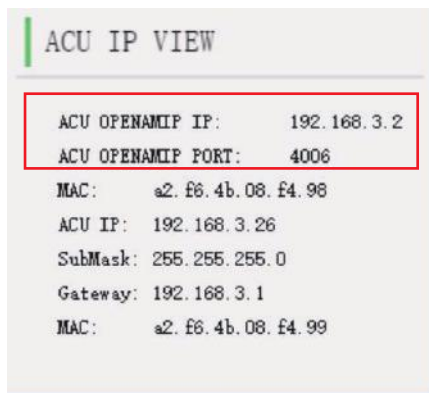 ACU IP VIEW
ACU OPENAMIP IP: 192.168.3.2
ACU OPENAMIP PORT: 4006
MAC: a2.f6.4b.08.f4.98
ACU IP: 192.168.3.26
SubMask: 255.255.255.0
Gateway: 192.168.3.1
MAC: a2.f6.4b.08.f4.99